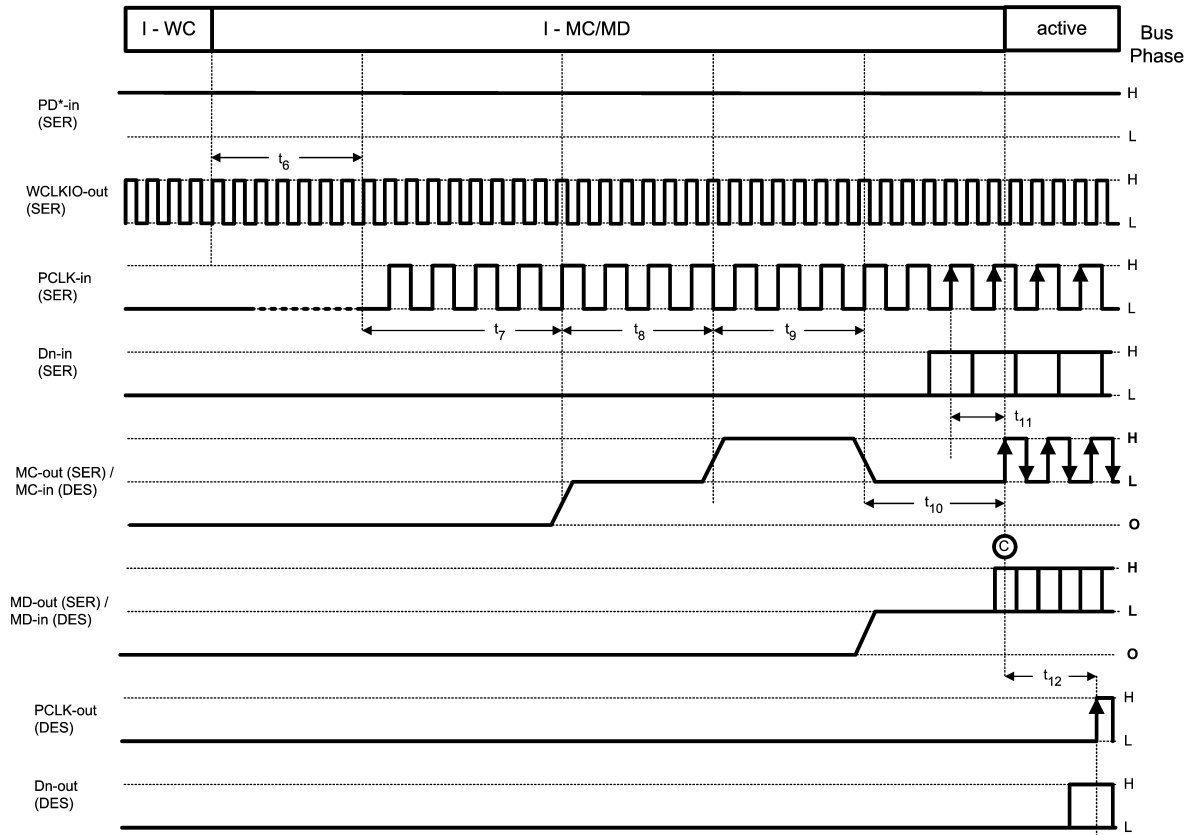 I - WC
I - MC/MD
active
Bus
Phase
PD*-in
(SER)
H
L
t6
WCLKIO-out
(SER)
H
L
PCLK-in
(SER)
H
L
t7
t8
t9
Dn-in
(SER)
H
L
t11
MC-out (SER) /
MC-in (DES)
H
L
O
t10
C
MD-out (SER) /
MD-in (DES)
H
L
O
t12
PCLK-out
(DES)
H
L
Dn-out
(DES)
H
L